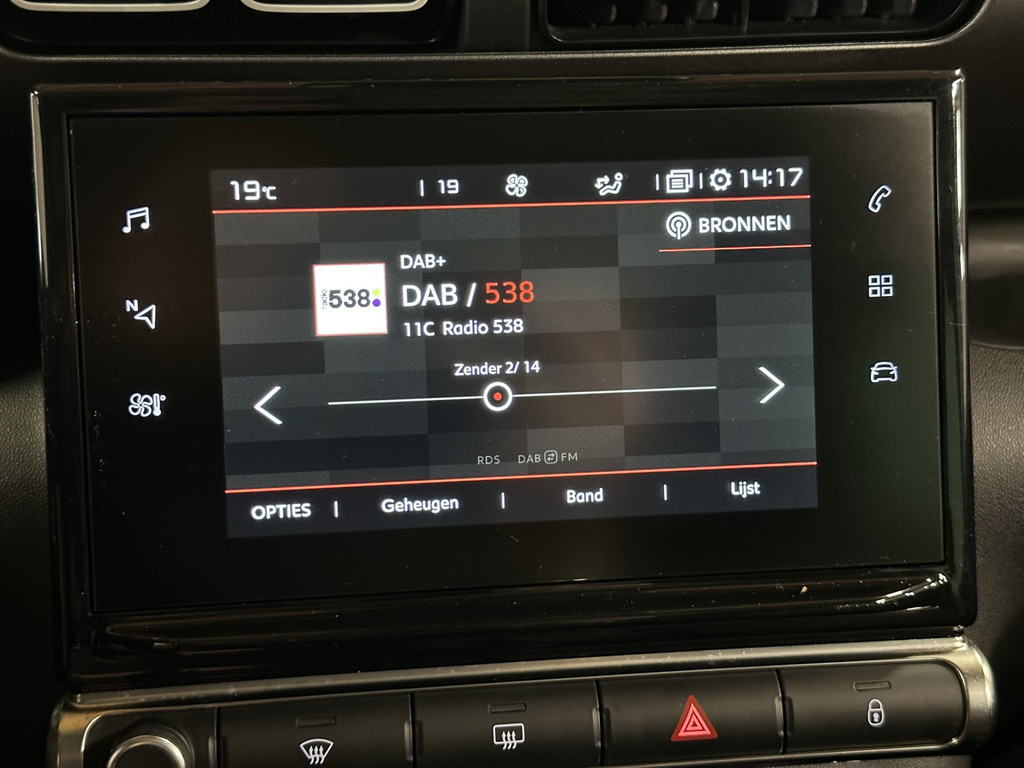 19°C | 19 | | 14:17
BRONNEN
DAB+
radio 538
DAB / 538
11C Radio 538
Zender 2/ 14
N
RDS DAB FM
OPTIES | Geheugen | Band | Lijst